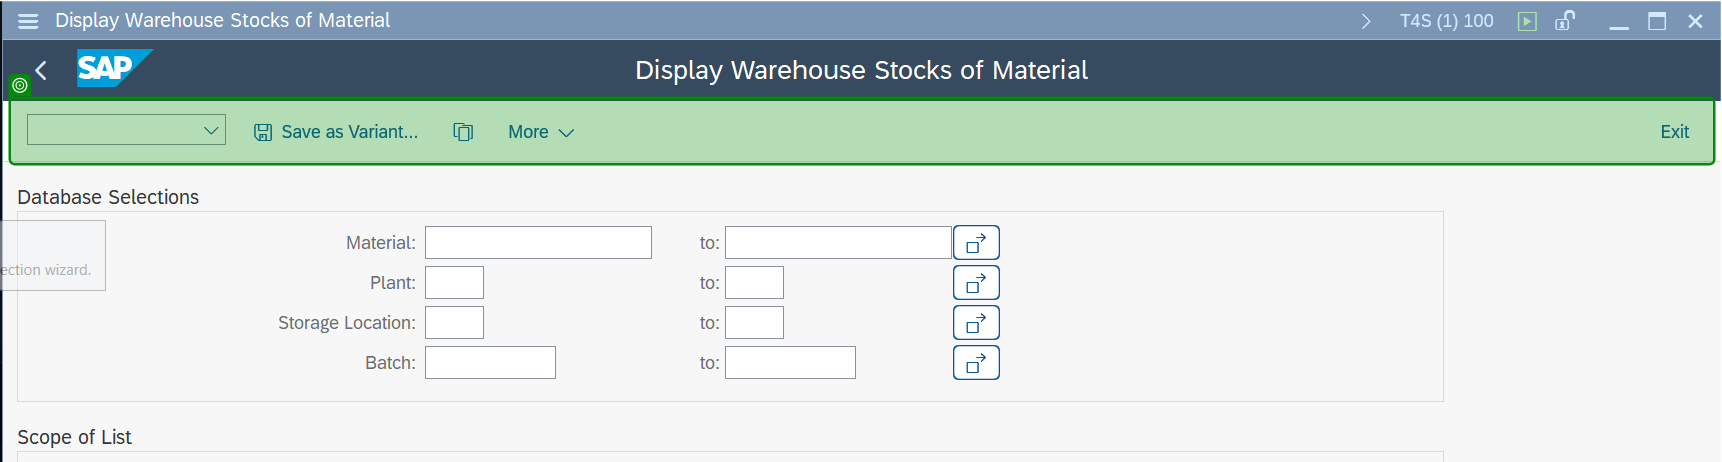 Display Warehouse Stocks of Material
T4S (1) 100
SAP
Display Warehouse Stocks of Material
Save as Variant...
More
Exit
Database Selections
Material:
to:
Plant:
to:
ection wizard.
Storage Location:
to:
Batch:
to:
Scope of List